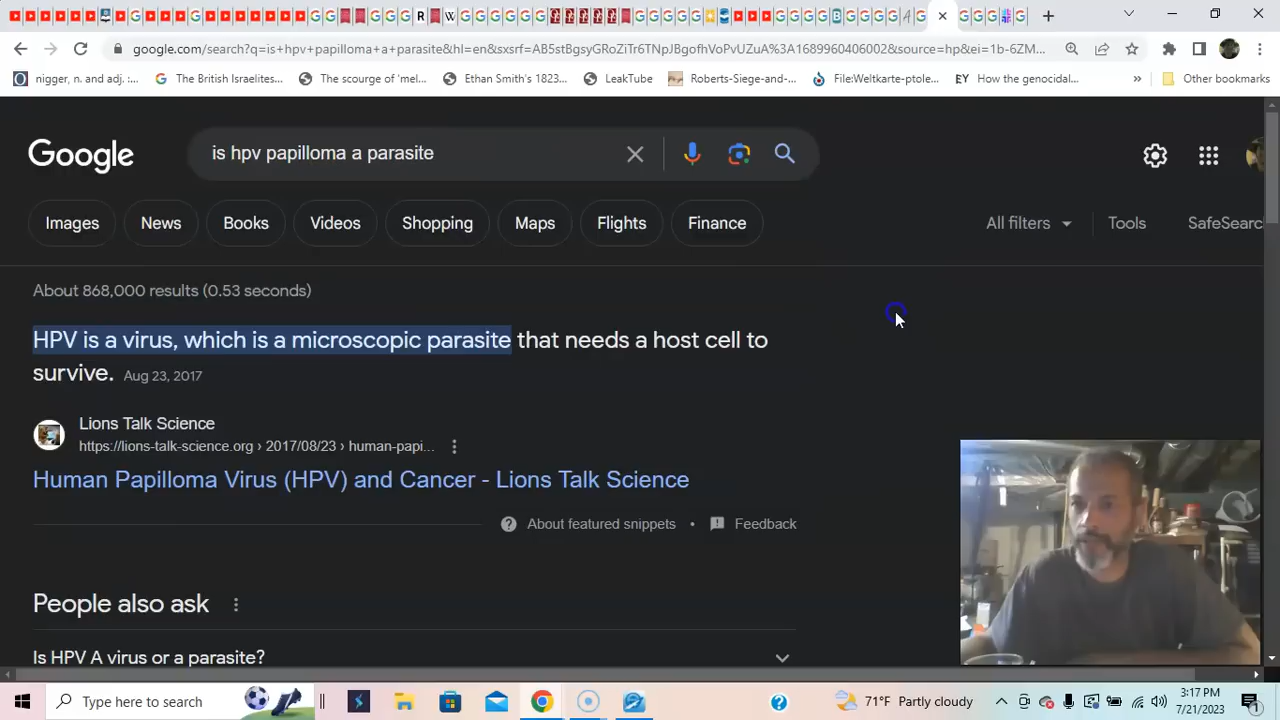 google.com/search?q=is+hpv+papilloma+a+parasite&hl=en&sxsrf=AB5stBgsyGRoZiTr6TNpJBgofhVoPvUZuA%3A1689960406002&source=hp&ei=1b-6ZM...
nigger, n. and adj. :...
The British Israelites...
The scourge of 'mel...
Ethan Smith's 1823...
LeakTube
Roberts-Siege-and-...
File:Weltkarte-ptole...
EY
How the genocidal...
»
Other bookmarks
Google
is hpv papilloma a parasite
Images
News
Books
Videos
Shopping
Maps
Flights
Finance
All filters
Tools
SafeSearc
About 868,000 results (0.53 seconds)
HPV is a virus, which is a microscopic parasite that needs a host cell to
survive. Aug 23, 2017
Lions Talk Science
https://lions-talk-science.org › 2017/08/23 › human-papi...
Human Papilloma Virus (HPV) and Cancer - Lions Talk Science
About featured snippets • Feedback
People also ask
Is HPV A virus or a parasite?
Type here to search
71°F Partly cloudy
3:17 PM
7/21/2023